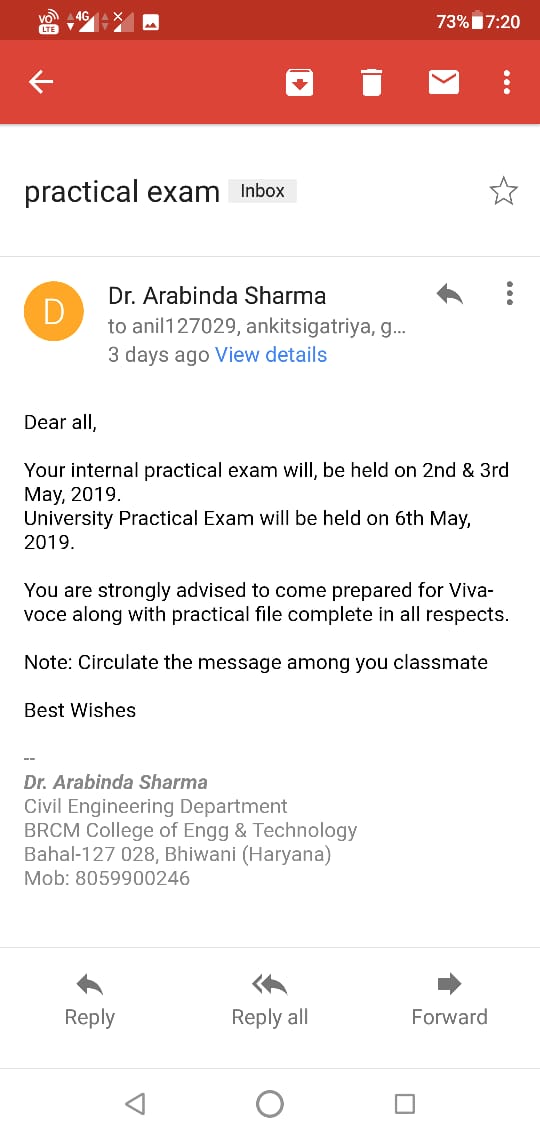 VO LTE 4G 73% 7:20
practical exam Inbox
D
Dr. Arabinda Sharma
to anil127029, ankitsigatriya, g...
3 days ago View details
Dear all,
Your internal practical exam will, be held on 2nd & 3rd
May, 2019.
University Practical Exam will be held on 6th May,
2019.
You are strongly advised to come prepared for Viva-
voce along with practical file complete in all respects.
Note: Circulate the message among you classmate
Best Wishes
--
Dr. Arabinda Sharma
Civil Engineering Department
BRCM College of Engg & Technology
Bahal-127 028, Bhiwani (Haryana)
Mob: 8059900246
Reply Reply all Forward